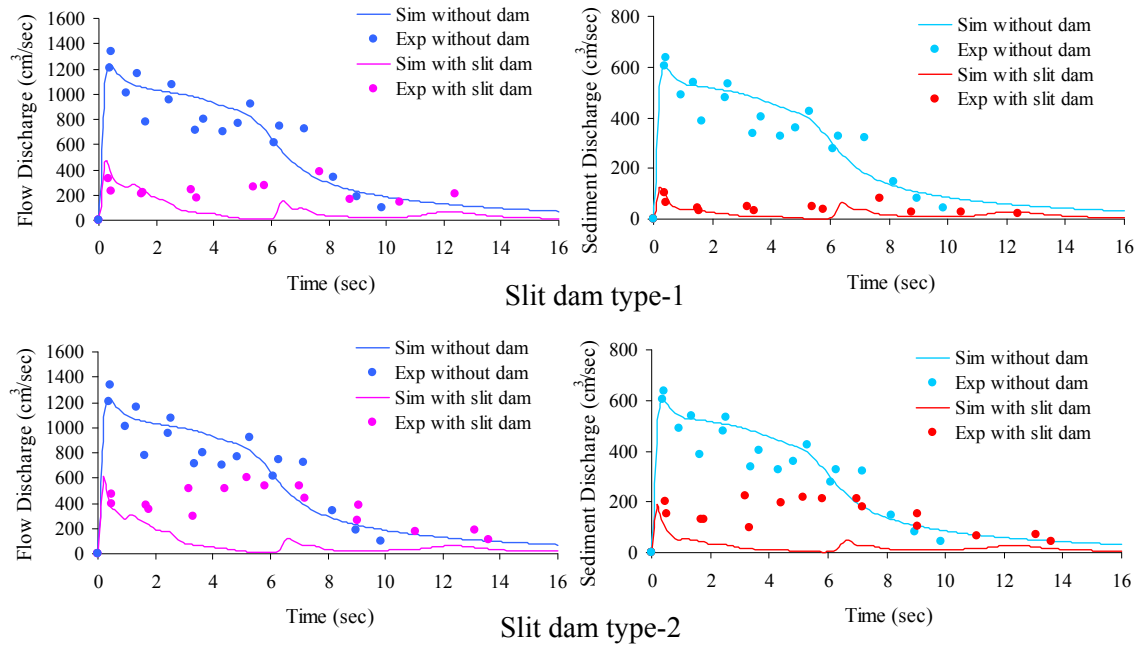 Flow Discharge (cm3/sec)
1600
1400
1200
1000
800
600
400
200
0
0 2 4 6 8 10 12 14 16
Time (sec)
Sim without dam
Exp without dam
Sim with slit dam
Exp with slit dam
Sediment Discharge (cm3/sec)
800
600
400
200
0
0 2 4 6 8 10 12 14 16
Time (sec)
Sim without dam
Exp without dam
Sim with slit dam
Exp with slit dam
Slit dam type-1
Flow Discharge (cm3/sec)
1600
1400
1200
1000
800
600
400
200
0
0 2 4 6 8 10 12 14 16
Time (sec)
Sim without dam
Exp without dam
Sim with slit dam
Exp with slit dam
Sediment Discharge (cm3/sec)
800
600
400
200
0
0 2 4 6 8 10 12 14 16
Time (sec)
Sim without dam
Exp without dam
Sim with slit dam
Exp with slit dam
Slit dam type-2